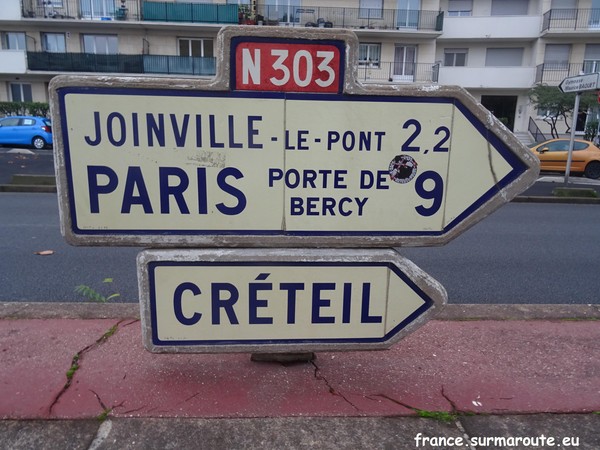 N 303
JOINVILLE-LE-PONT 2,2
PARIS PORTE DE BERCY 9
CRÉTEIL
france.surmaroute.eu